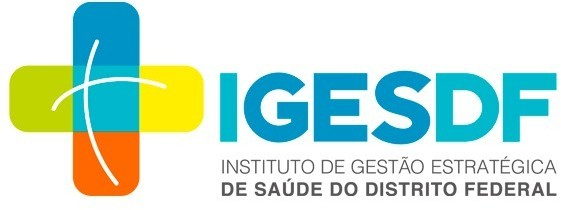 IGESDF
INSTITUTO DE GESTÃO ESTRATÉGICA
DE SAÚDE DO DISTRITO FEDERAL